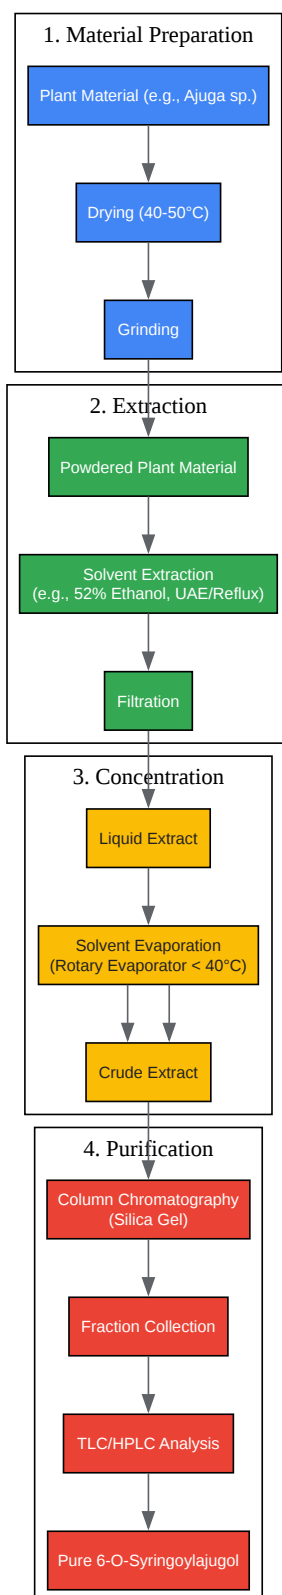 1. Material Preparation
Plant Material (e.g., Ajuga sp.)
Drying (40-50°C)
Grinding
2. Extraction
Powdered Plant Material
Solvent Extraction
(e.g., 52% Ethanol, UAE/Reflux)
Filtration
3. Concentration
Liquid Extract
Solvent Evaporation
(Rotary Evaporator < 40°C)
Crude Extract
4. Purification
Column Chromatography
(Silica Gel)
Fraction Collection
TLC/HPLC Analysis
Pure 6-O-Syringoylajugol